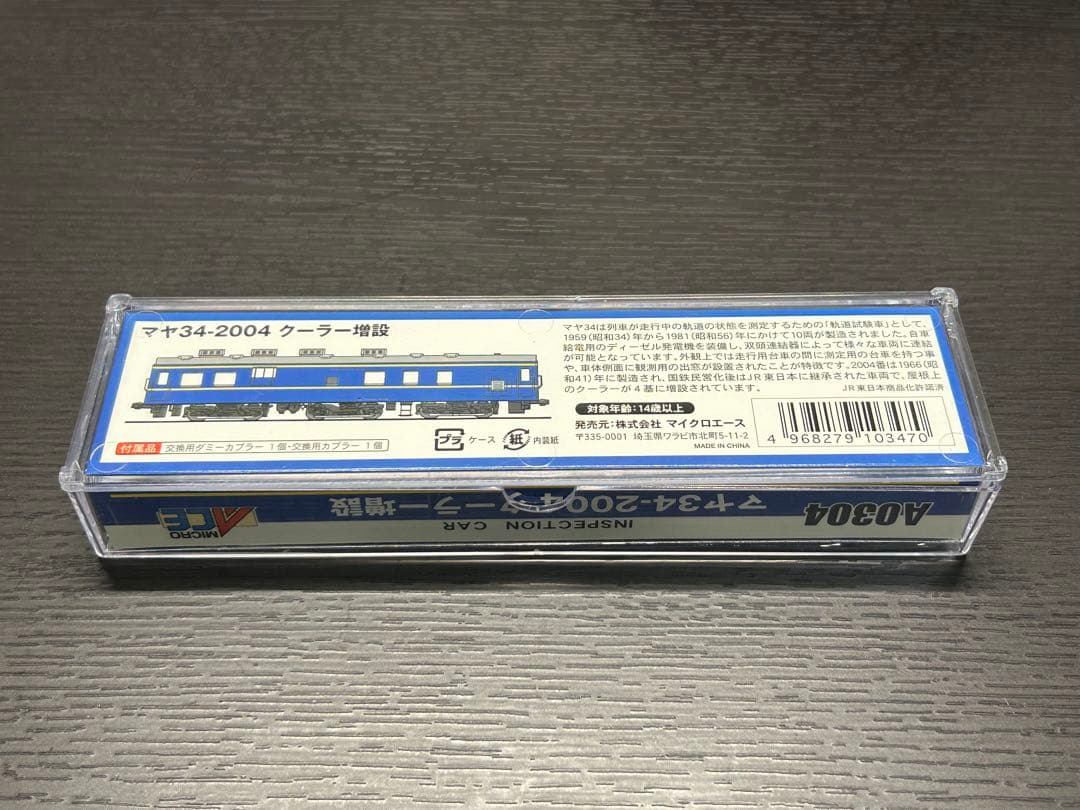 マヤ34-2004 クーラー増設
マヤ34は列車が走行中の軌道の状態を測定するための「軌道試験車」として、
1959(昭和34)年から1981(昭和56)年にかけて10両が製造されました。自車
給電用のディーゼル発電機を装備し、双頭連結器によって様々な車両に連結
が可能となっています。外観上では走行用台車の間に測定用の台車を持つ事
や、車体側面に観測用の出窓が設置されたことが特徴です。2004番は1966(昭
和41)年に製造され、国鉄民営化後はJR東日本に継承された車両で、屋根上
のクーラーが4基に増設されています。
JR東日本商品化許諾済
対象年齢:14歳以上
発売元:株式会社 マイクロエース
〒335-0001 埼玉県ワラビ市北町5-11-2
MADE IN CHINA
4 968279 103470
付属品 交換用ダミーカプラー 1個・交換用カプラー 1個
プラ ケース 紙 内装紙
A0304
マヤ34-2004 クーラー増設
INSPECTION CAR
MICRO ACE